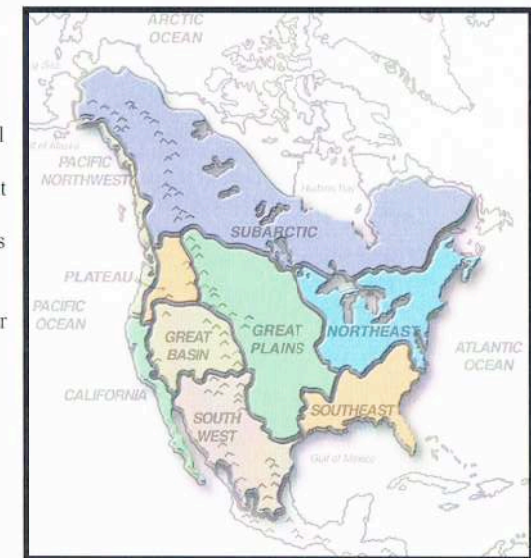 ARCTIC
OCEAN
l
PACIFIC
NORTHWEST
t
Hudson Bay
SUBARCTIC
s
PLATEAU
PACIFIC
OCEAN
r
GREAT
BASIN
GREAT
PLAINS
NORTHEAST
ATLANTIC
OCEAN
CALIFORNIA
SOUTH
WEST
SOUTHEAST
Gulf of Mexico